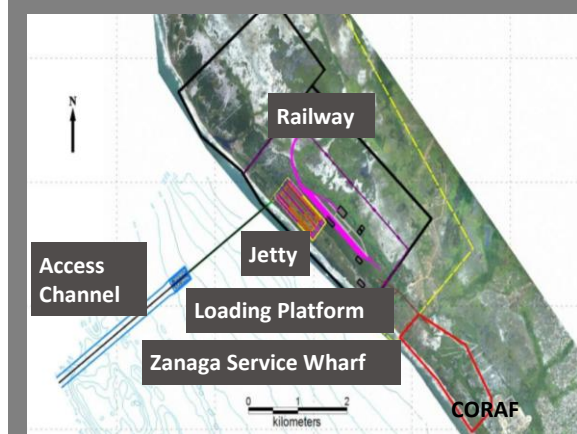 Railway
N
Jetty
Access
Channel
Loading Platform
Zanaga Service Wharf
CORAF
0 1 2
kilometers